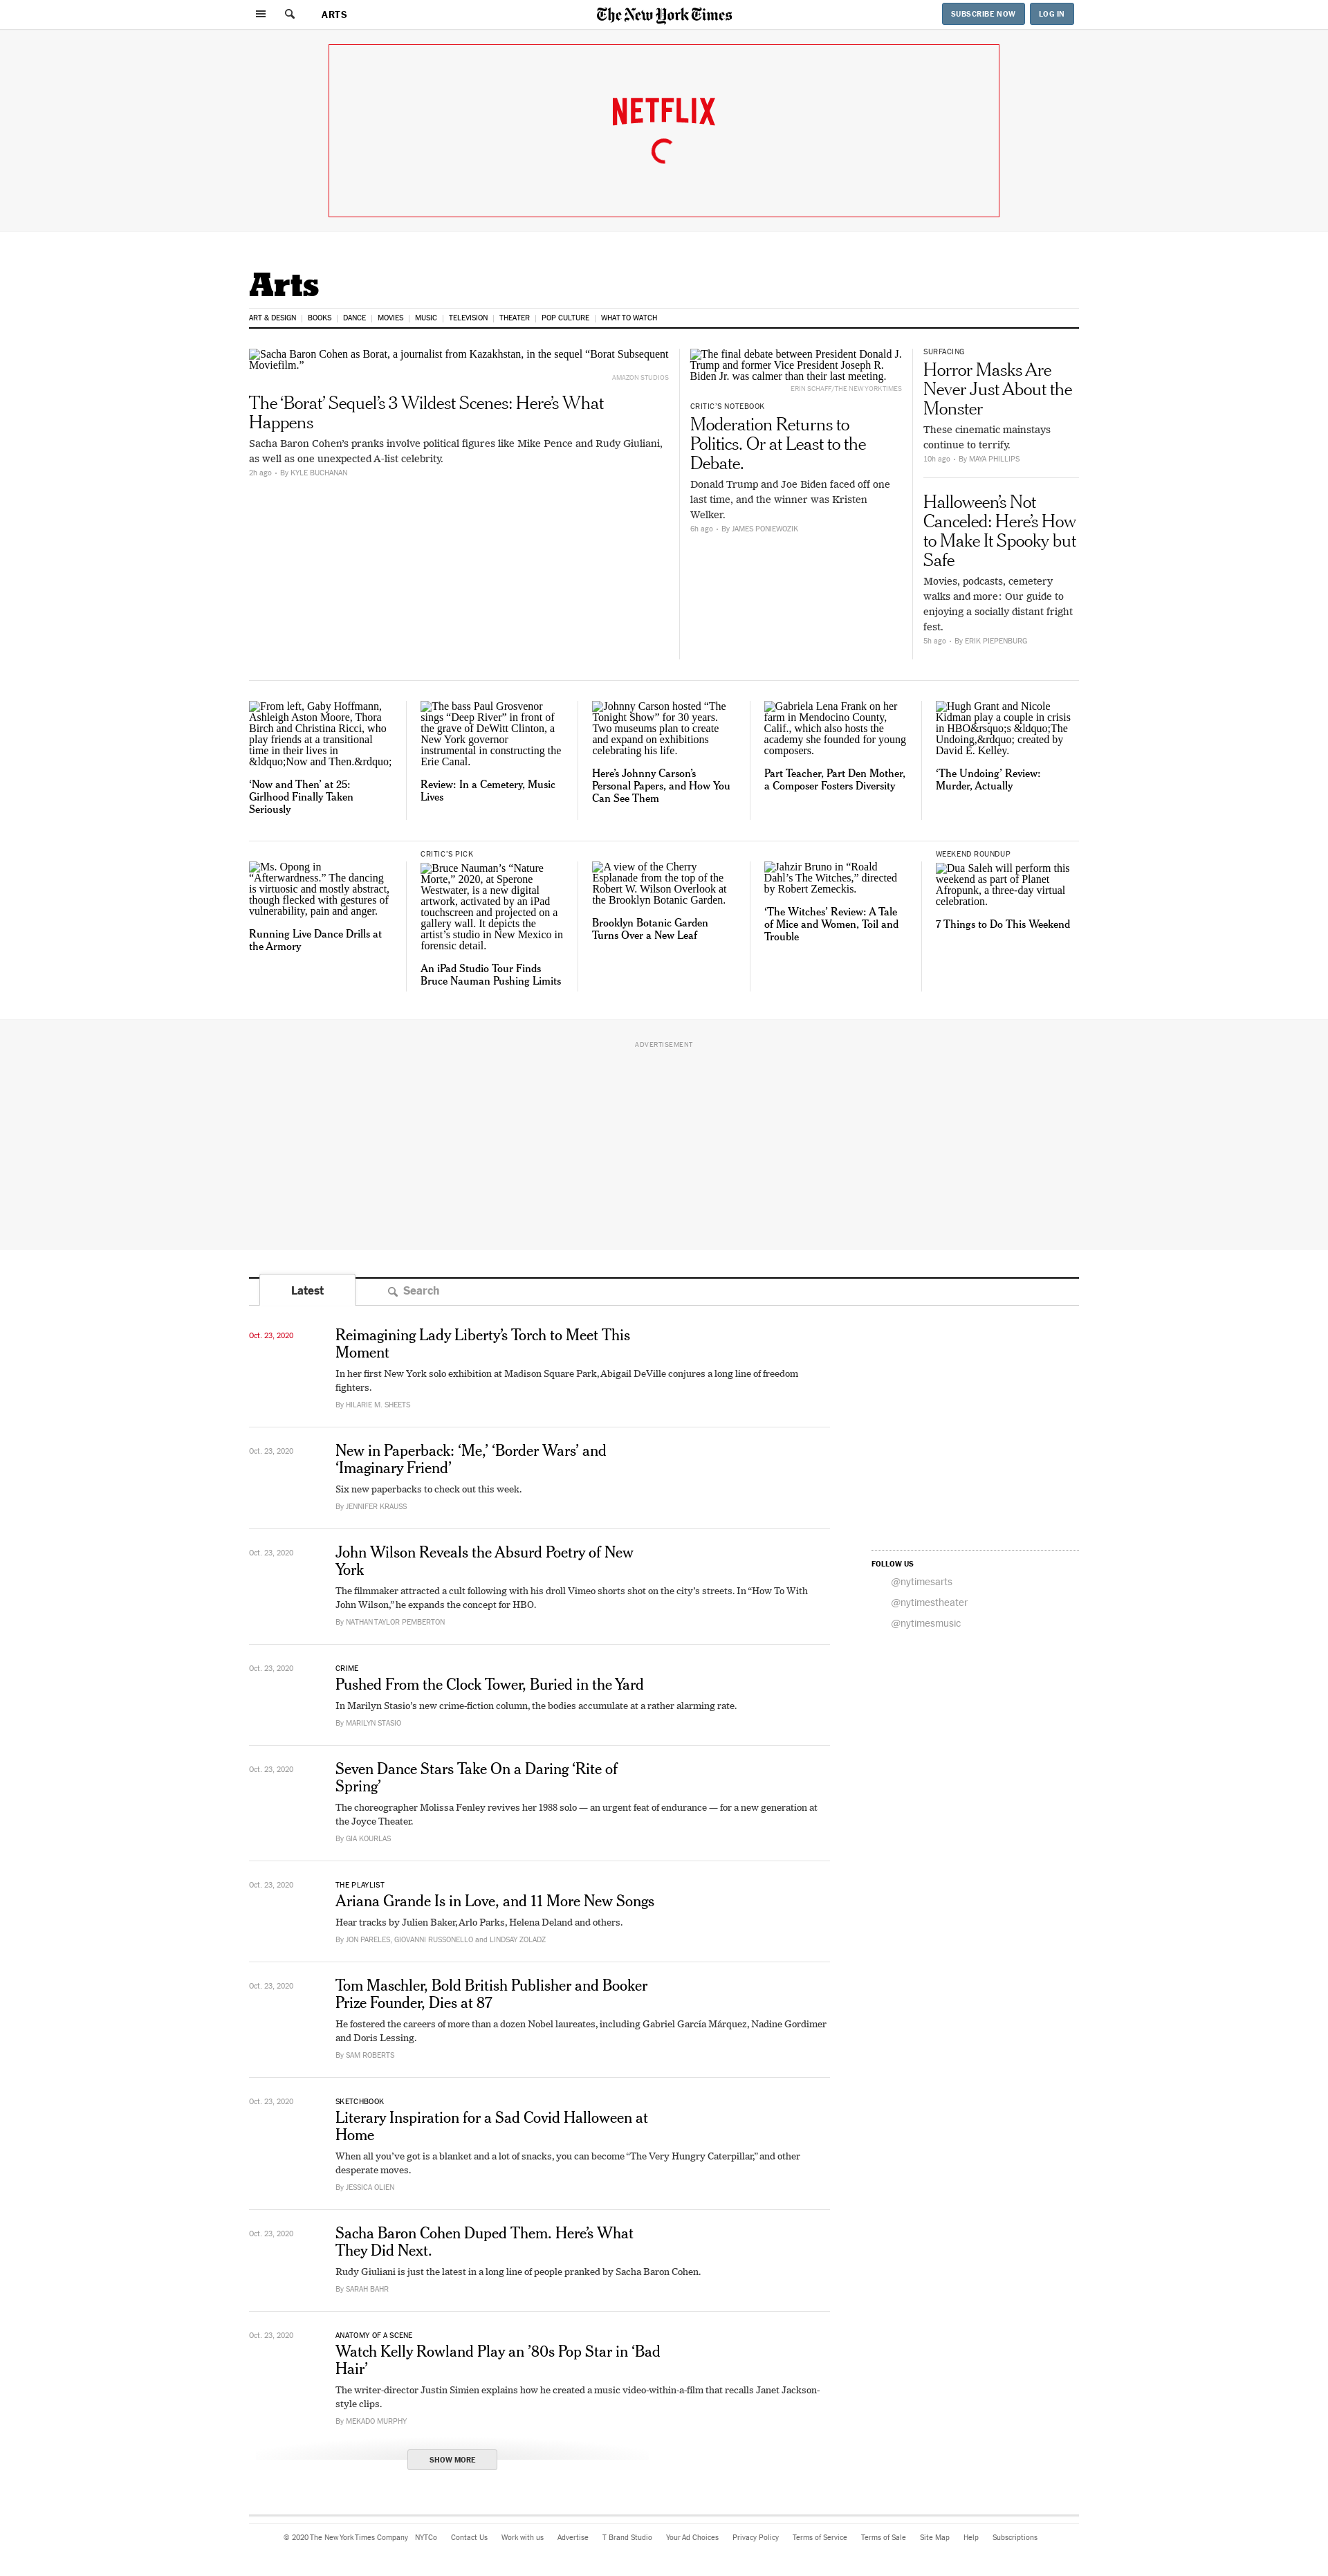 ARTS
The New York Times
SUBSCRIBE NOW
LOG IN
NETFLIX
Arts
ART & DESIGN
BOOKS
DANCE
MOVIES
MUSIC
TELEVISION
THEATER
POP CULTURE
WHAT TO WATCH
Sacha Baron Cohen as Borat, a journalist from Kazakhstan, in the sequel “Borat Subsequent
Moviefilm.”
AMAZON STUDIOS
The ‘Borat’ Sequel’s 3 Wildest Scenes: Here’s What
Happens
Sacha Baron Cohen’s pranks involve political figures like Mike Pence and Rudy Giuliani,
as well as one unexpected A-list celebrity.
2h ago • By KYLE BUCHANAN
The final debate between President Donald J.
Trump and former Vice President Joseph R.
Biden Jr. was calmer than their last meeting.
ERIN SCHAFF/THE NEW YORK TIMES
CRITIC’S NOTEBOOK
Moderation Returns to
Politics. Or at Least to the
Debate.
Donald Trump and Joe Biden faced off one
last time, and the winner was Kristen
Welker.
6h ago • By JAMES PONIEWOZIK
SURFACING
Horror Masks Are
Never Just About the
Monster
These cinematic mainstays
continue to terrify.
10h ago • By MAYA PHILLIPS
Halloween’s Not
Canceled: Here’s How
to Make It Spooky but
Safe
Movies, podcasts, cemetery
walks and more: Our guide to
enjoying a socially distant fright
fest.
5h ago • By ERIK PIEPENBURG
From left, Gaby Hoffmann,
Ashleigh Aston Moore, Thora
Birch and Christina Ricci, who
play friends at a transitional
time in their lives in
&ldquo;Now and Then.&rdquo;
‘Now and Then’ at 25:
Girlhood Finally Taken
Seriously
The bass Paul Grosvenor
sings “Deep River” in front of
the grave of DeWitt Clinton, a
New York governor
instrumental in constructing the
Erie Canal.
Review: In a Cemetery, Music
Lives
Johnny Carson hosted “The
Tonight Show” for 30 years.
Two museums plan to create
and expand on exhibitions
celebrating his life.
Here’s Johnny Carson’s
Personal Papers, and How You
Can See Them
Gabriela Lena Frank on her
farm in Mendocino County,
Calif., which also hosts the
academy she founded for young
composers.
Part Teacher, Part Den Mother,
a Composer Fosters Diversity
Hugh Grant and Nicole
Kidman play a couple in crisis
in HBO&rsquo;s &ldquo;The
Undoing,&rdquo; created by
David E. Kelley.
‘The Undoing’ Review:
Murder, Actually
Ms. Opong in
“Afterwardness.” The dancing
is virtuosic and mostly abstract,
though flecked with gestures of
vulnerability, pain and anger.
Running Live Dance Drills at
the Armory
CRITIC’S PICK
Bruce Nauman’s “Nature
Morte,” 2020, at Sperone
Westwater, is a new digital
artwork, activated by an iPad
touchscreen and projected on a
gallery wall. It depicts the
artist’s studio in New Mexico in
forensic detail.
An iPad Studio Tour Finds
Bruce Nauman Pushing Limits
A view of the Cherry
Esplanade from the top of the
Robert W. Wilson Overlook at
the Brooklyn Botanic Garden.
Brooklyn Botanic Garden
Turns Over a New Leaf
Jahzir Bruno in “Roald
Dahl’s The Witches,” directed
by Robert Zemeckis.
‘The Witches’ Review: A Tale
of Mice and Women, Toil and
Trouble
WEEKEND ROUNDUP
Dua Saleh will perform this
weekend as part of Planet
Afropunk, a three-day virtual
celebration.
7 Things to Do This Weekend
ADVERTISEMENT
Latest
Search
Oct. 23, 2020
Reimagining Lady Liberty’s Torch to Meet This
Moment
In her first New York solo exhibition at Madison Square Park, Abigail DeVille conjures a long line of freedom
fighters.
By HILARIE M. SHEETS
Oct. 23, 2020
New in Paperback: ‘Me,’ ‘Border Wars’ and
‘Imaginary Friend’
Six new paperbacks to check out this week.
By JENNIFER KRAUSS
Oct. 23, 2020
John Wilson Reveals the Absurd Poetry of New
York
The filmmaker attracted a cult following with his droll Vimeo shorts shot on the city’s streets. In “How To With
John Wilson,” he expands the concept for HBO.
By NATHAN TAYLOR PEMBERTON
Oct. 23, 2020
CRIME
Pushed From the Clock Tower, Buried in the Yard
In Marilyn Stasio’s new crime-fiction column, the bodies accumulate at a rather alarming rate.
By MARILYN STASIO
Oct. 23, 2020
Seven Dance Stars Take On a Daring ‘Rite of
Spring’
The choreographer Molissa Fenley revives her 1988 solo — an urgent feat of endurance — for a new generation at
the Joyce Theater.
By GIA KOURLAS
Oct. 23, 2020
THE PLAYLIST
Ariana Grande Is in Love, and 11 More New Songs
Hear tracks by Julien Baker, Arlo Parks, Helena Deland and others.
By JON PARELES, GIOVANNI RUSSONELLO and LINDSAY ZOLADZ
Oct. 23, 2020
Tom Maschler, Bold British Publisher and Booker
Prize Founder, Dies at 87
He fostered the careers of more than a dozen Nobel laureates, including Gabriel García Márquez, Nadine Gordimer
and Doris Lessing.
By SAM ROBERTS
Oct. 23, 2020
SKETCHBOOK
Literary Inspiration for a Sad Covid Halloween at
Home
When all you’ve got is a blanket and a lot of snacks, you can become “The Very Hungry Caterpillar,” and other
desperate moves.
By JESSICA OLIEN
Oct. 23, 2020
Sacha Baron Cohen Duped Them. Here’s What
They Did Next.
Rudy Giuliani is just the latest in a long line of people pranked by Sacha Baron Cohen.
By SARAH BAHR
Oct. 23, 2020
ANATOMY OF A SCENE
Watch Kelly Rowland Play an ’80s Pop Star in ‘Bad
Hair’
The writer-director Justin Simien explains how he created a music video-within-a-film that recalls Janet Jackson-
style clips.
By MEKADO MURPHY
SHOW MORE
FOLLOW US
@nytimesarts
@nytimestheater
@nytimesmusic
© 2020 The New York Times Company
NYTCo
Contact Us
Work with us
Advertise
T Brand Studio
Your Ad Choices
Privacy Policy
Terms of Service
Terms of Sale
Site Map
Help
Subscriptions